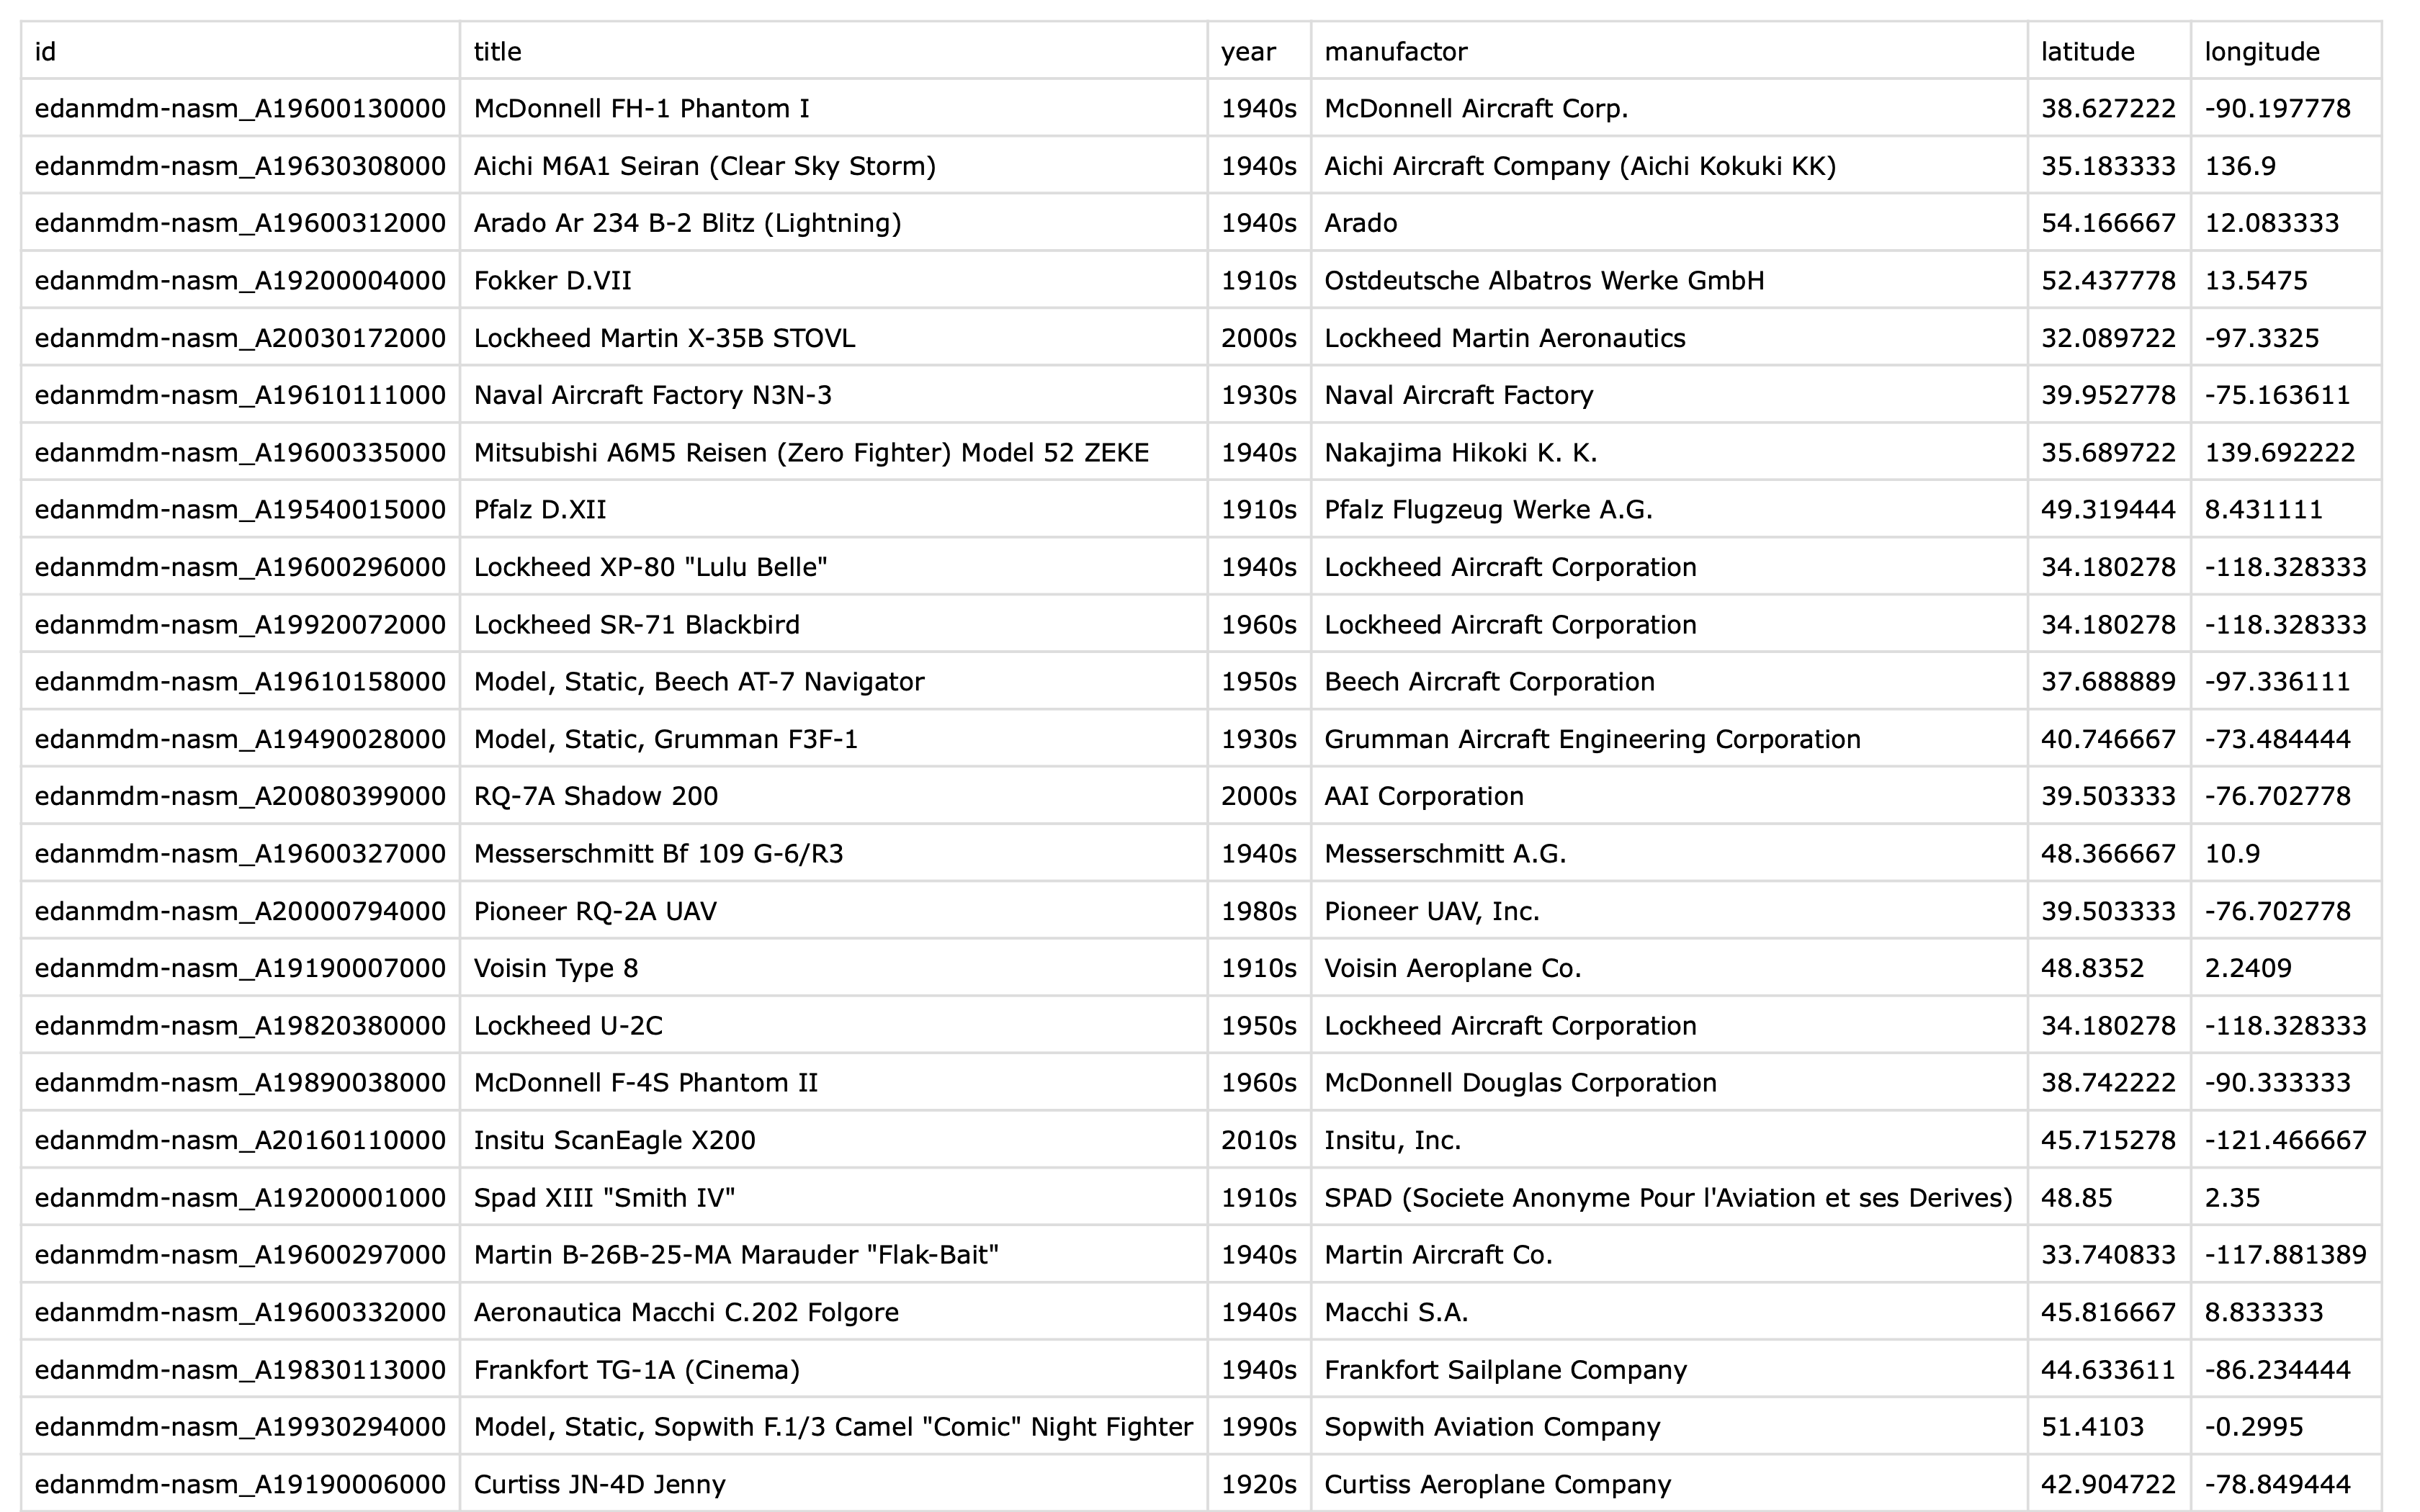 id title year manufactor latitude longitude
edanmdm-nasm_A19600130000 McDonnell FH-1 Phantom I 1940s McDonnell Aircraft Corp. 38.627222 -90.197778
edanmdm-nasm_A19630308000 Aichi M6A1 Seiran (Clear Sky Storm) 1940s Aichi Aircraft Company (Aichi Kokuki KK) 35.183333 136.9
edanmdm-nasm_A19600312000 Arado Ar 234 B-2 Blitz (Lightning) 1940s Arado 54.166667 12.083333
edanmdm-nasm_A19200004000 Fokker D.VII 1910s Ostdeutsche Albatros Werke GmbH 52.437778 13.5475
edanmdm-nasm_A20030172000 Lockheed Martin X-35B STOVL 2000s Lockheed Martin Aeronautics 32.089722 -97.3325
edanmdm-nasm_A19610111000 Naval Aircraft Factory N3N-3 1930s Naval Aircraft Factory 39.952778 -75.163611
edanmdm-nasm_A19600335000 Mitsubishi A6M5 Reisen (Zero Fighter) Model 52 ZEKE 1940s Nakajima Hikoki K. K. 35.689722 139.692222
edanmdm-nasm_A19540015000 Pfalz D.XII 1910s Pfalz Flugzeug Werke A.G. 49.319444 8.431111
edanmdm-nasm_A19600296000 Lockheed XP-80 "Lulu Belle" 1940s Lockheed Aircraft Corporation 34.180278 -118.328333
edanmdm-nasm_A19920072000 Lockheed SR-71 Blackbird 1960s Lockheed Aircraft Corporation 34.180278 -118.328333
edanmdm-nasm_A19610158000 Model, Static, Beech AT-7 Navigator 1950s Beech Aircraft Corporation 37.688889 -97.336111
edanmdm-nasm_A19490028000 Model, Static, Grumman F3F-1 1930s Grumman Aircraft Engineering Corporation 40.746667 -73.484444
edanmdm-nasm_A20080399000 RQ-7A Shadow 200 2000s AAI Corporation 39.503333 -76.702778
edanmdm-nasm_A19600327000 Messerschmitt Bf 109 G-6/R3 1940s Messerschmitt A.G. 48.366667 10.9
edanmdm-nasm_A20000794000 Pioneer RQ-2A UAV 1980s Pioneer UAV, Inc. 39.503333 -76.702778
edanmdm-nasm_A19190007000 Voisin Type 8 1910s Voisin Aeroplane Co. 48.8352 2.2409
edanmdm-nasm_A19820380000 Lockheed U-2C 1950s Lockheed Aircraft Corporation 34.180278 -118.328333
edanmdm-nasm_A19890038000 McDonnell F-4S Phantom II 1960s McDonnell Douglas Corporation 38.742222 -90.333333
edanmdm-nasm_A20160110000 Insitu ScanEagle X200 2010s Insitu, Inc. 45.715278 -121.466667
edanmdm-nasm_A19200001000 Spad XIII "Smith IV" 1910s SPAD (Societe Anonyme Pour l'Aviation et ses Derives) 48.85 2.35
edanmdm-nasm_A19600297000 Martin B-26B-25-MA Marauder "Flak-Bait" 1940s Martin Aircraft Co. 33.740833 -117.881389
edanmdm-nasm_A19600332000 Aeronautica Macchi C.202 Folgore 1940s Macchi S.A. 45.816667 8.833333
edanmdm-nasm_A19830113000 Frankfort TG-1A (Cinema) 1940s Frankfort Sailplane Company 44.633611 -86.234444
edanmdm-nasm_A19930294000 Model, Static, Sopwith F.1/3 Camel "Comic" Night Fighter 1990s Sopwith Aviation Company 51.4103 -0.2995
edanmdm-nasm_A19190006000 Curtiss JN-4D Jenny 1920s Curtiss Aeroplane Company 42.904722 -78.849444